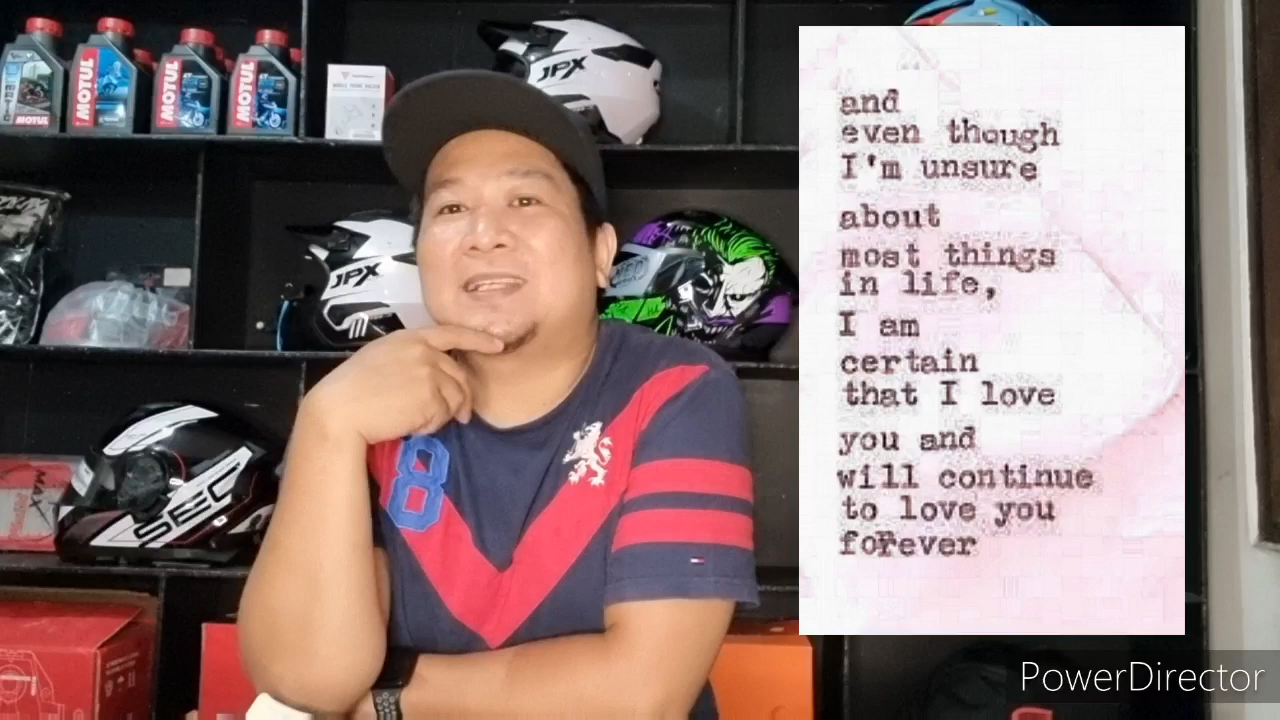 MOTUL
MOTUL
MOTUL
MOTUL
JPX
JPX
SEC
MAX
8
and
even though
I'm unsure
about
most things
in life,
I am
certain
that I love
you and
will continue
to love you
forever
PowerDirector